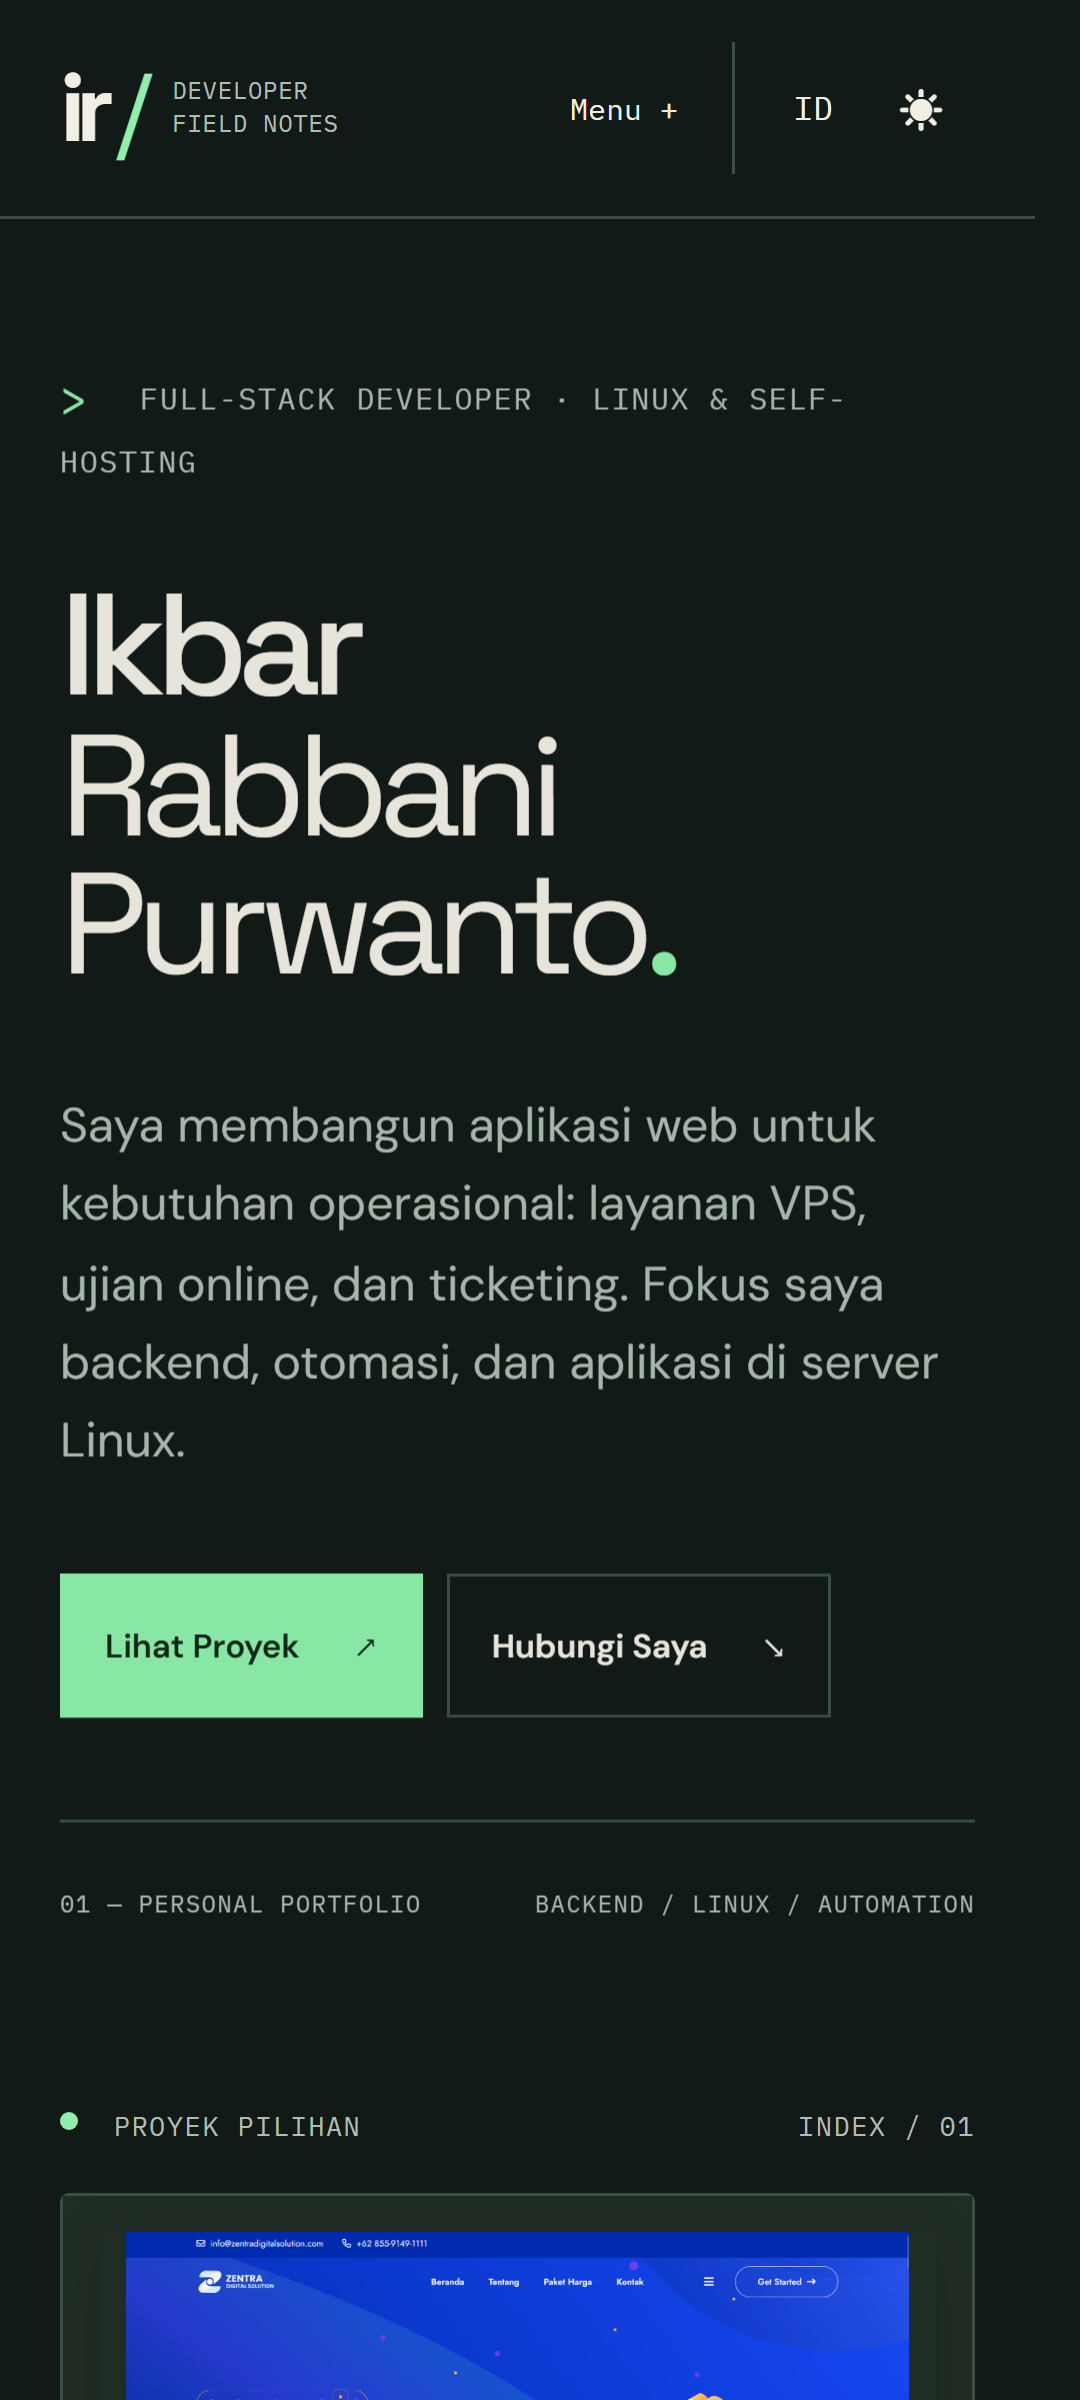 ir/ DEVELOPER
FIELD NOTES
Menu +
ID
> FULL-STACK DEVELOPER · LINUX & SELF-
HOSTING
Ikbar
Rabbani
Purwanto.
Saya membangun aplikasi web untuk
kebutuhan operasional: layanan VPS,
ujian online, dan ticketing. Fokus saya
backend, otomasi, dan aplikasi di server
Linux.
Lihat Proyek ↗
Hubungi Saya ↘
01 — PERSONAL PORTFOLIO
BACKEND / LINUX / AUTOMATION
PROYEK PILIHAN
INDEX / 01
info@zentradigitalsolution.com
+62 855-9149-1111
ZENTRA
DIGITAL SOLUTION
Beranda
Tentang
Paket Harga
Kontak
Get Started →